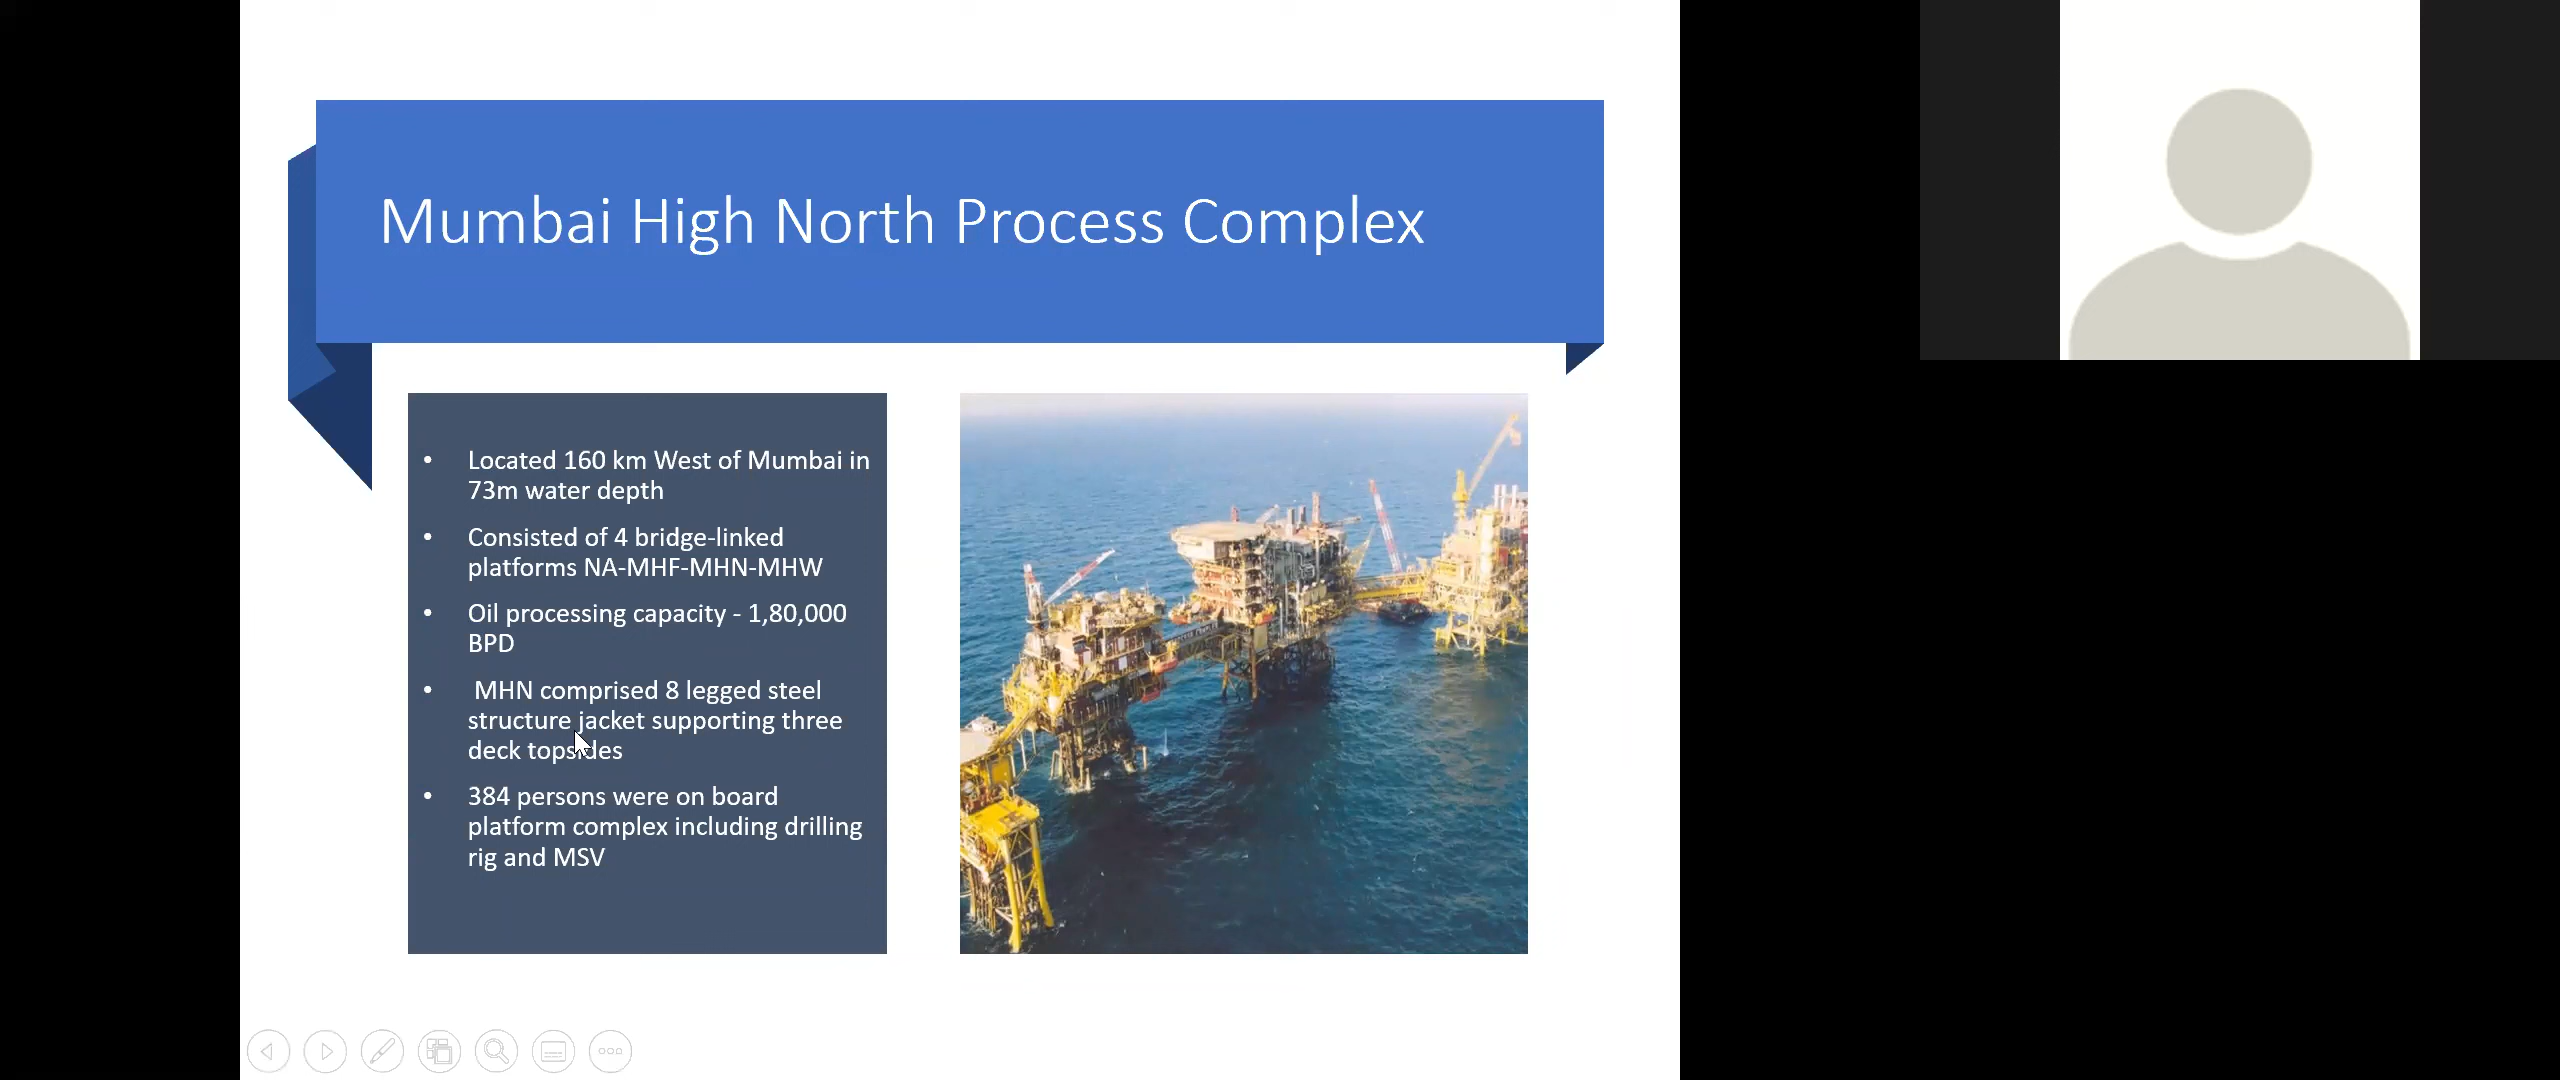 Mumbai High North Process Complex
• Located 160 km West of Mumbai in
73m water depth
• Consisted of 4 bridge-linked
platforms NA-MHF-MHN-MHW
• Oil processing capacity - 1,80,000
BPD
• MHN comprised 8 legged steel
structure jacket supporting three
deck topsides
• 384 persons were on board
platform complex including drilling
rig and MSV